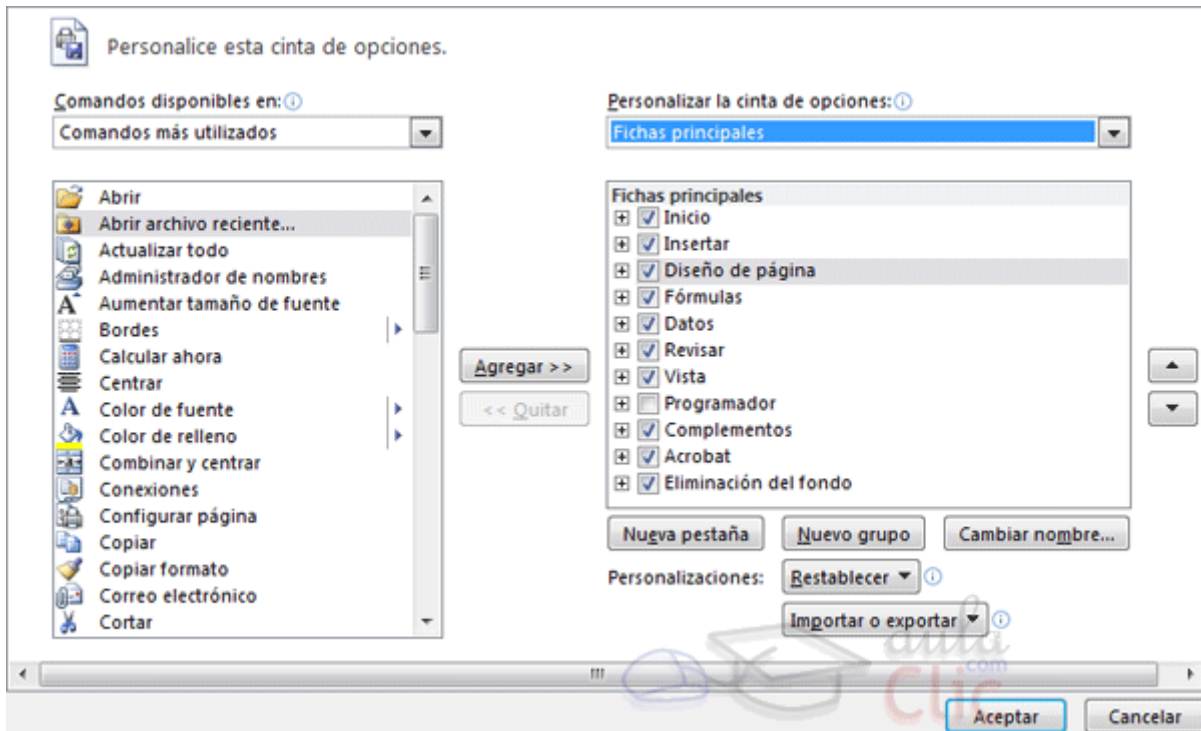 Personalice esta cinta de opciones.
Comandos disponibles en:
Comandos más utilizados
Abrir
Abrir archivo reciente...
Actualizar todo
Administrador de nombres
Aumentar tamaño de fuente
Bordes
Calcular ahora
Centrar
Color de fuente
Color de relleno
Combinar y centrar
Conexiones
Configurar página
Copiar
Copiar formato
Correo electrónico
Cortar
Agregar >>
<< Quitar
Personalizar la cinta de opciones:
Fichas principales
Fichas principales
Inicio
Insertar
Diseño de página
Fórmulas
Datos
Revisar
Vista
Programador
Complementos
Acrobat
Eliminación del fondo
Nueva pestaña
Nuevo grupo
Cambiar nombre...
Personalizaciones:
Restablecer
Importar o exportar
aula
.com
Clic
Aceptar
Cancelar